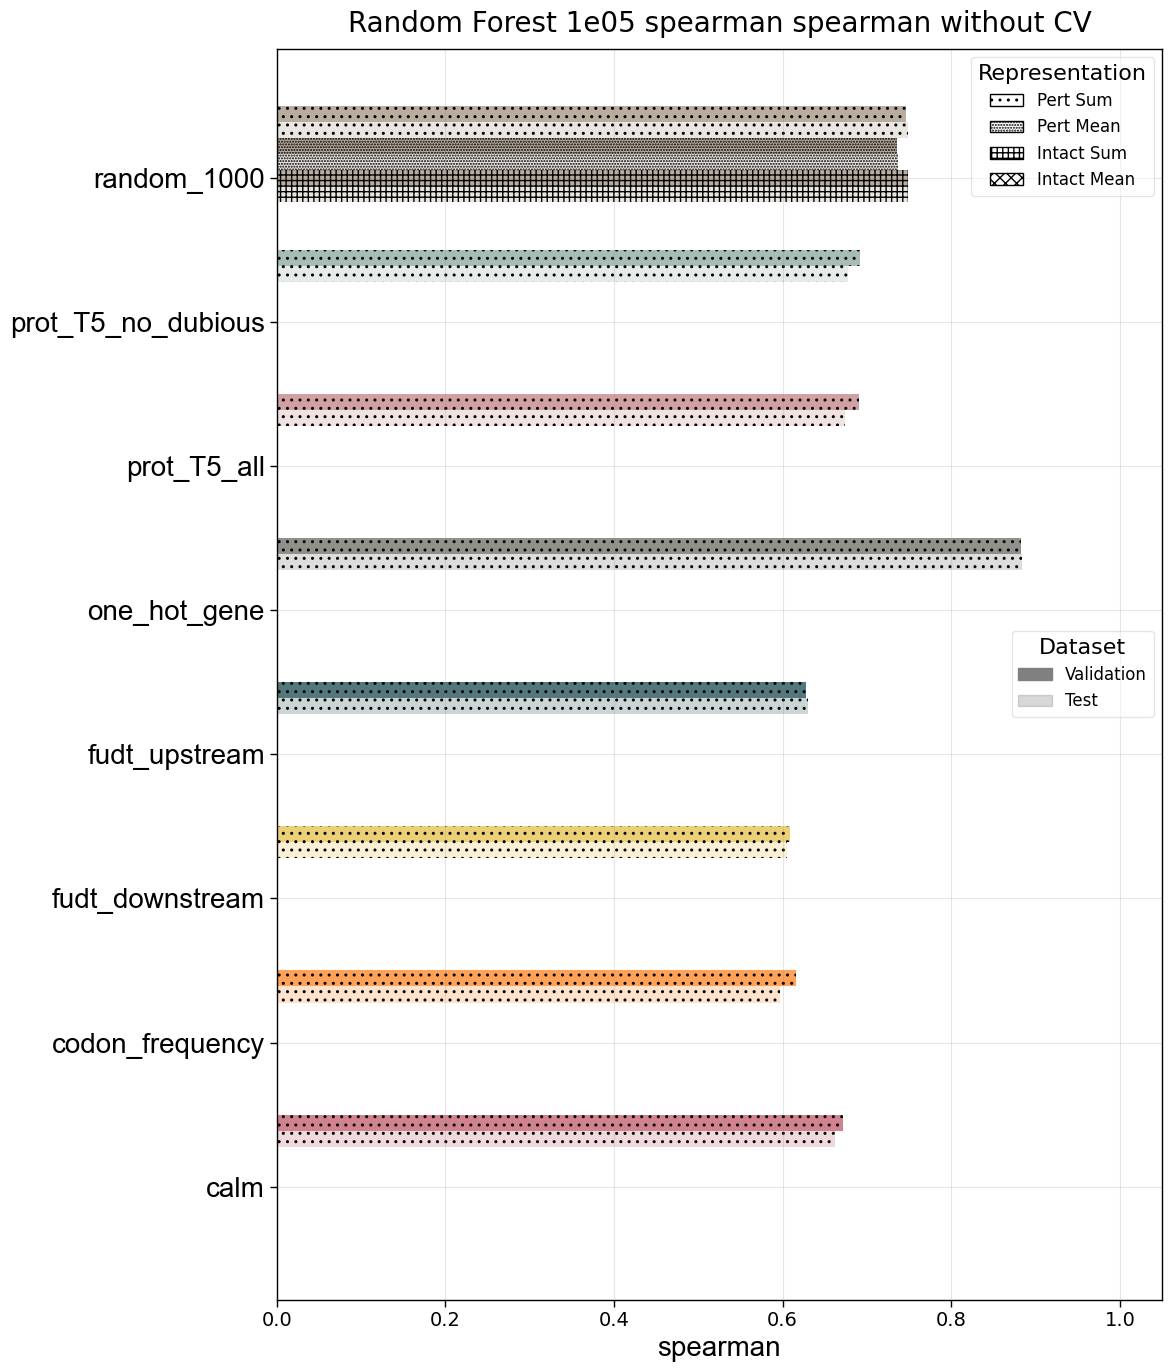 Random Forest 1e05 spearman spearman without CV
Representation
Pert Sum
Pert Mean
Intact Sum
Intact Mean
random_1000
prot_T5_no_dubious
prot_T5_all
one_hot_gene
Dataset
Validation
Test
fudt_upstream
fudt_downstream
codon_frequency
calm
0.0 0.2 0.4 0.6 0.8 1.0
spearman